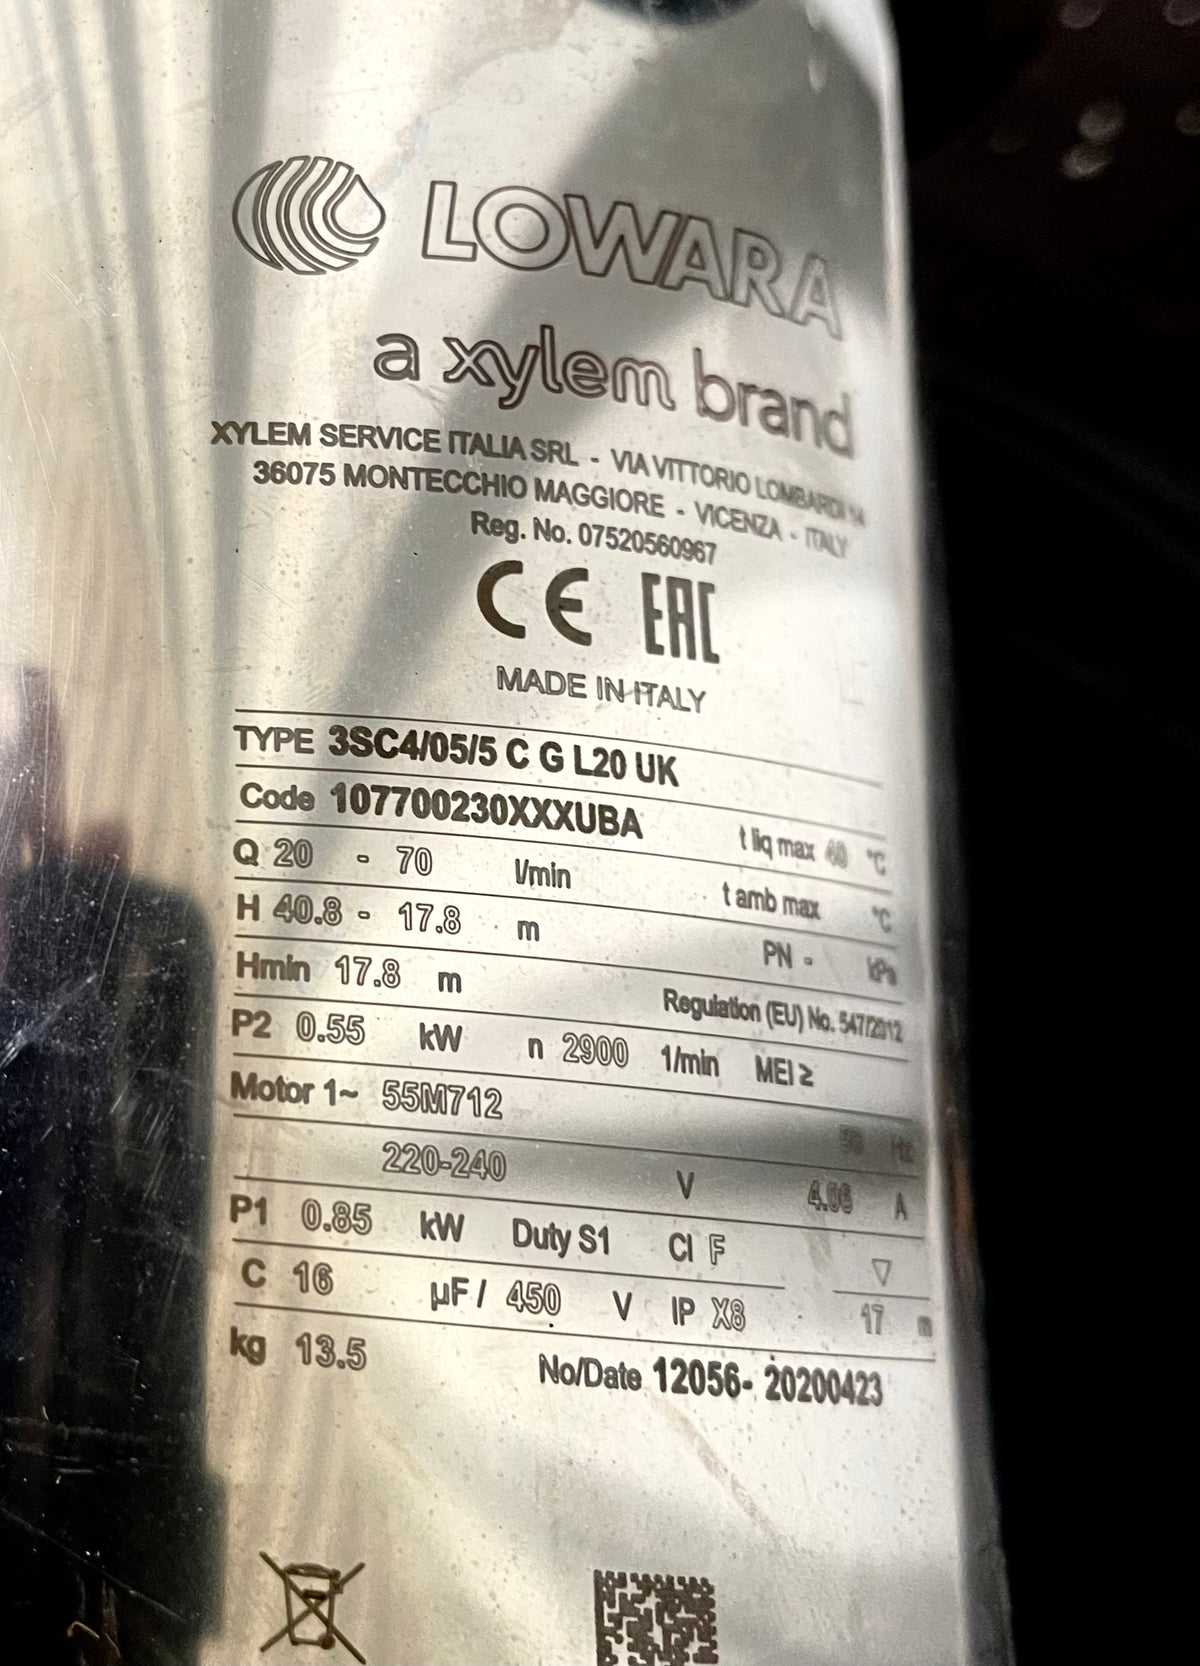 LOWARA
a xylem brand
XYLEM SERVICE ITALIA SRL - VIA VITTORIO LOMBARDI 14
36075 MONTECCHIO MAGGIORE - VICENZA - ITALY
Reg. No. 07520560967
CE EAC
MADE IN ITALY
TYPE 3SC4/05/5 C G L20 UK
Code 107700230XXXUBA t liq max 40 °C
Q 20 - 70 l/min t amb max °C
H 40.8 - 17.8 m PN - kPa
Hmin 17.8 m Regulation (EU) No. 547/2012
P2 0.55 kW n 2900 1/min MEI ≥
Motor 1~ 55M712 50 Hz
220-240 V A
P1 0.85 kW Duty S1 Cl F
C 16 µF / 450 V IP X8 17 m
kg 13.5 No/Date 12056- 20200423